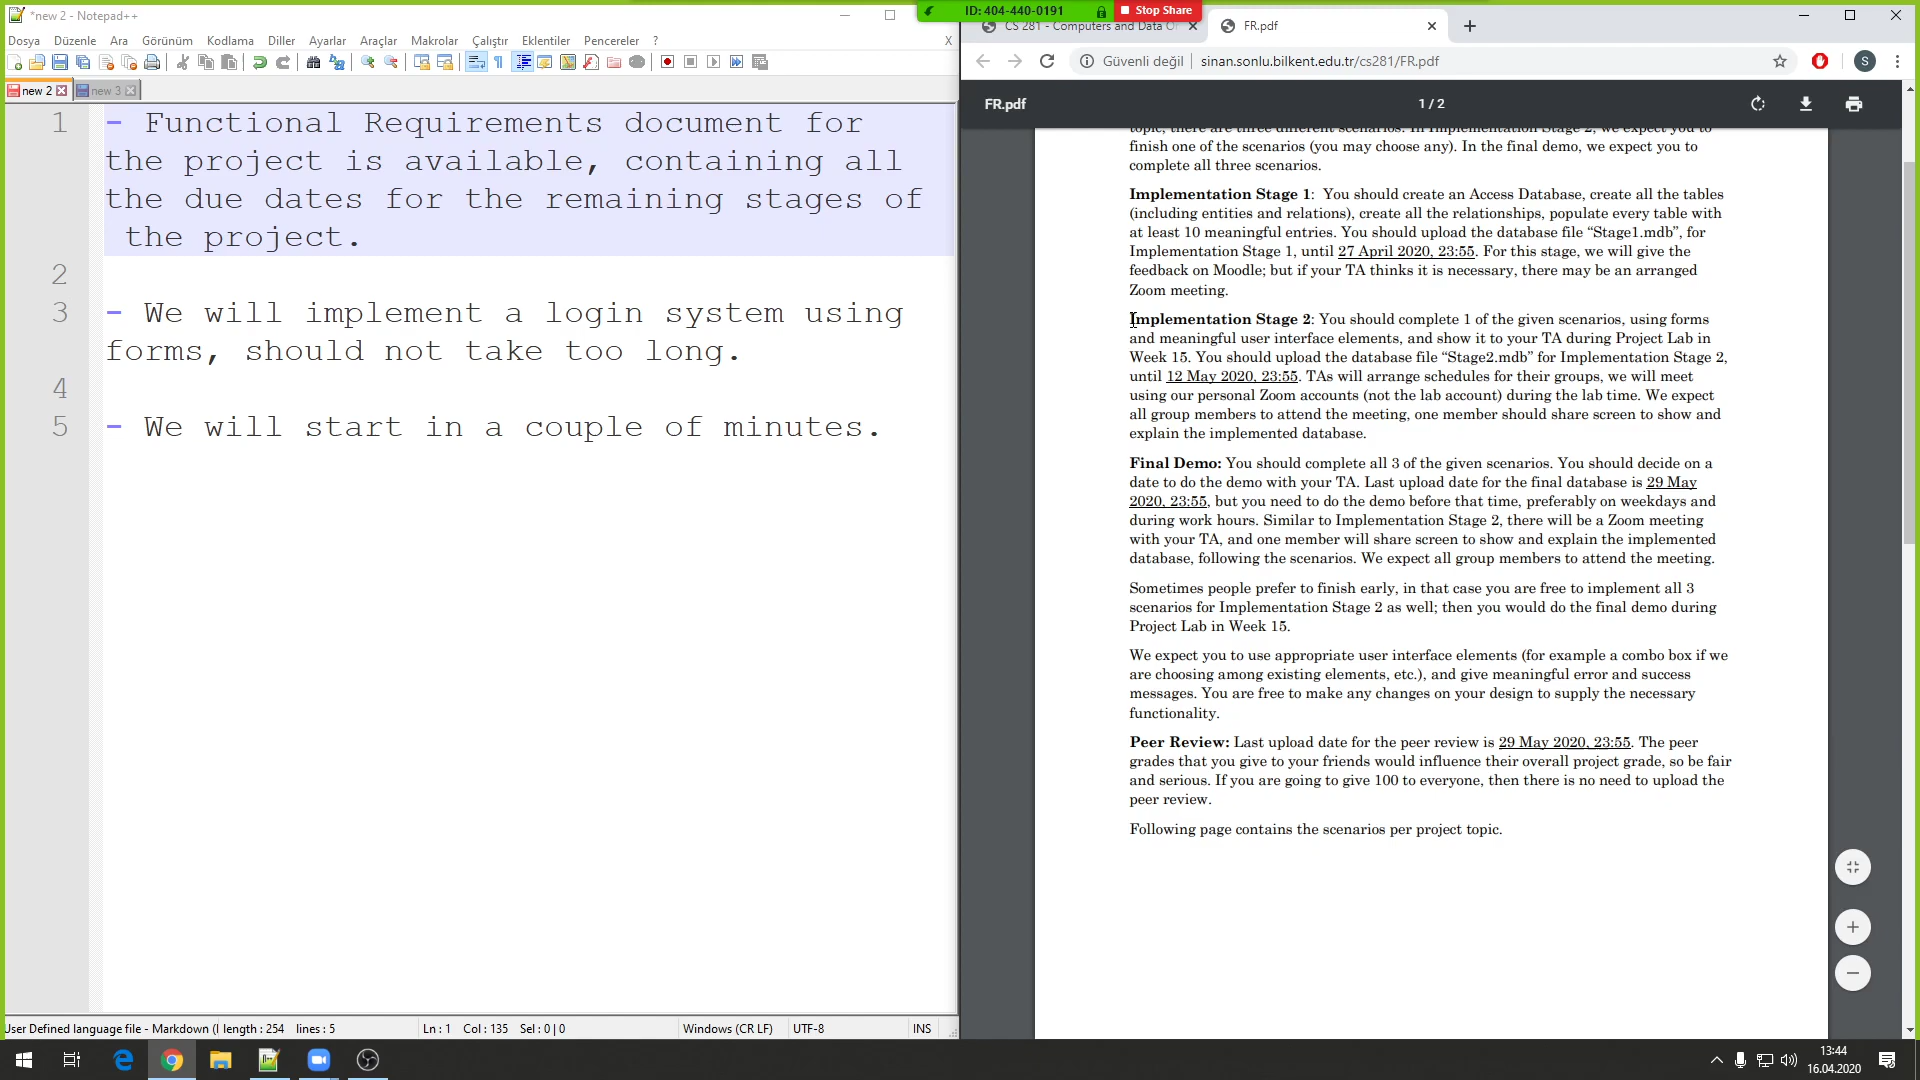 *new 2 - Notepad++
ID: 404-440-0191
Stop Share
Dosya Düzenle Ara Görünüm Kodlama Diller Ayarlar Araçlar Makrolar Çalıştır Eklentiler Pencereler ? X
new 2
new 3
1 - Functional Requirements document for
the project is available, containing all
the due dates for the remaining stages of
the project.
2
3 - We will implement a login system using
forms, should not take too long.
4
5 - We will start in a couple of minutes.
User Defined language file - Markdown (l length : 254 lines : 5 Ln : 1 Col : 135 Sel : 0 | 0 Windows (CR LF) UTF-8 INS
CS 281 - Computers and Data O
FR.pdf
Güvenli değil | sinan.sonlu.bilkent.edu.tr/cs281/FR.pdf
S
FR.pdf 1 / 2
topic, there are three different scenarios. In Implementation Stage 2, we expect you to
finish one of the scenarios (you may choose any). In the final demo, we expect you to
complete all three scenarios.
Implementation Stage 1: You should create an Access Database, create all the tables
(including entities and relations), create all the relationships, populate every table with
at least 10 meaningful entries. You should upload the database file “Stage1.mdb”, for
Implementation Stage 1, until 27 April 2020, 23:55. For this stage, we will give the
feedback on Moodle; but if your TA thinks it is necessary, there may be an arranged
Zoom meeting.
Implementation Stage 2: You should complete 1 of the given scenarios, using forms
and meaningful user interface elements, and show it to your TA during Project Lab in
Week 15. You should upload the database file “Stage2.mdb” for Implementation Stage 2,
until 12 May 2020, 23:55. TAs will arrange schedules for their groups, we will meet
using our personal Zoom accounts (not the lab account) during the lab time. We expect
all group members to attend the meeting, one member should share screen to show and
explain the implemented database.
Final Demo: You should complete all 3 of the given scenarios. You should decide on a
date to do the demo with your TA. Last upload date for the final database is 29 May
2020, 23:55, but you need to do the demo before that time, preferably on weekdays and
during work hours. Similar to Implementation Stage 2, there will be a Zoom meeting
with your TA, and one member will share screen to show and explain the implemented
database, following the scenarios. We expect all group members to attend the meeting.
Sometimes people prefer to finish early, in that case you are free to implement all 3
scenarios for Implementation Stage 2 as well; then you would do the final demo during
Project Lab in Week 15.
We expect you to use appropriate user interface elements (for example a combo box if we
are choosing among existing elements, etc.), and give meaningful error and success
messages. You are free to make any changes on your design to supply the necessary
functionality.
Peer Review: Last upload date for the peer review is 29 May 2020, 23:55. The peer
grades that you give to your friends would influence their overall project grade, so be fair
and serious. If you are going to give 100 to everyone, then there is no need to upload the
peer review.
Following page contains the scenarios per project topic.
13:44
16.04.2020